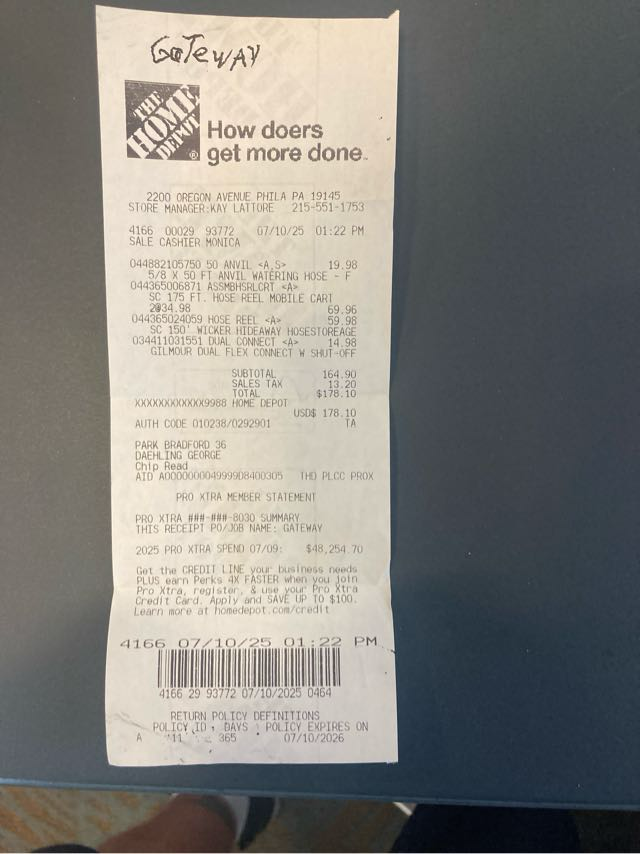 GaTeWAY
THE HOME DEPOT ®
How doers
get more done™
2200 OREGON AVENUE PHILA PA 19145
STORE MANAGER:KAY LATTORE 215-551-1753
4166 00029 93772 07/10/25 01:22 PM
SALE CASHIER MONICA
044882105750 50 ANVIL <A,S> 19.98
5/8 X 50 FT ANVIL WATERING HOSE - F
044365006871 ASSMBHSRLCRT <A>
SC 175 FT. HOSE REEL MOBILE CART
2@34.98 69.96
044365024059 HOSE REEL <A> 59.98
SC 150' WICKER HIDEAWAY HOSESTOREAGE
034411031551 DUAL CONNECT <A> 14.98
GILMOUR DUAL FLEX CONNECT W SHUT-OFF
SUBTOTAL 164.90
SALES TAX 13.20
TOTAL $178.10
XXXXXXXXXXXX9988 HOME DEPOT
USD$ 178.10
AUTH CODE 010238/0292901 TA
PARK BRADFORD 36
DAEHLING GEORGE
Chip Read
AID A0000000049999D8400305 THD PLCC PROX
PRO XTRA MEMBER STATEMENT
PRO XTRA ###-###-8030 SUMMARY
THIS RECEIPT PO/JOB NAME: GATEWAY
2025 PRO XTRA SPEND 07/09: $48,254.70
Get the CREDIT LINE your business needs
PLUS earn Perks 4X FASTER when you join
Pro Xtra, register, & use your Pro Xtra
Credit Card. Apply and SAVE UP TO $100.
Learn more at homedepot.com/credit
4166 07/10/25 01:22 PM
4166 29 93772 07/10/2025 0464
RETURN POLICY DEFINITIONS
POLICY ID DAYS POLICY EXPIRES ON
A 11 365 07/10/2026